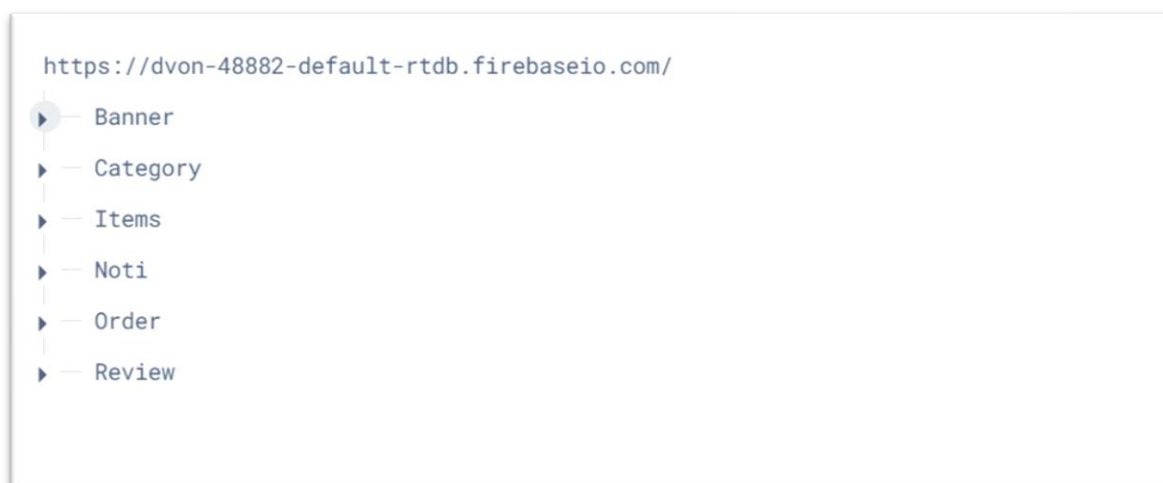 https://dvon-48882-default-rtdb.firebaseio.com/
Banner
Category
Items
Noti
Order
Review